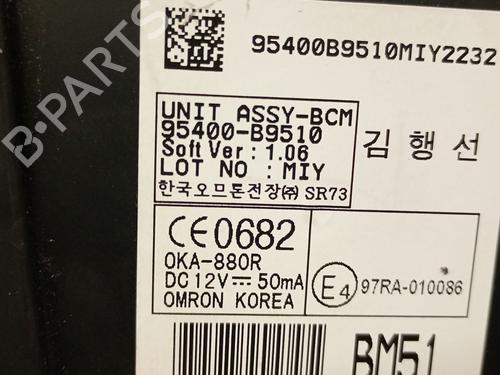 95400B9510MIY2232
UNIT ASSY-BCM
95400-B9510
Soft Ver : 1.06
LOT NO : MIY
한국오므론전장㈜ SR73
김행선
CE0682
OKA-880R
DC12V⎓50mA
OMRON KOREA
E4 97RA-010086
BM51
B-PARTS